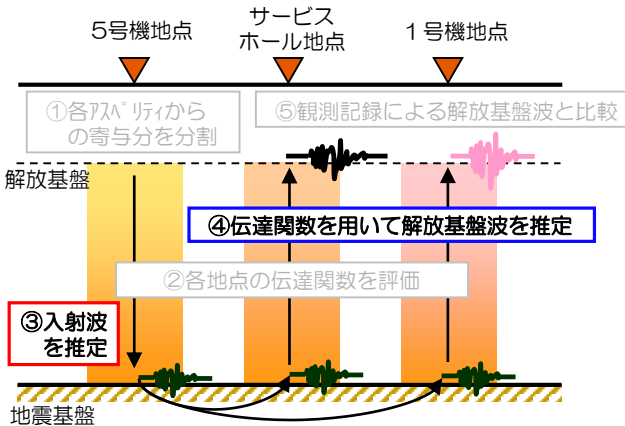 5号機地点
サービス
ホール地点
1号機地点
①各アスペリティから
の寄与分を分割
⑤観測記録による解放基盤波と比較
解放基盤
④伝達関数を用いて解放基盤波を推定
②各地点の伝達関数を評価
③入射波
を推定
地震基盤